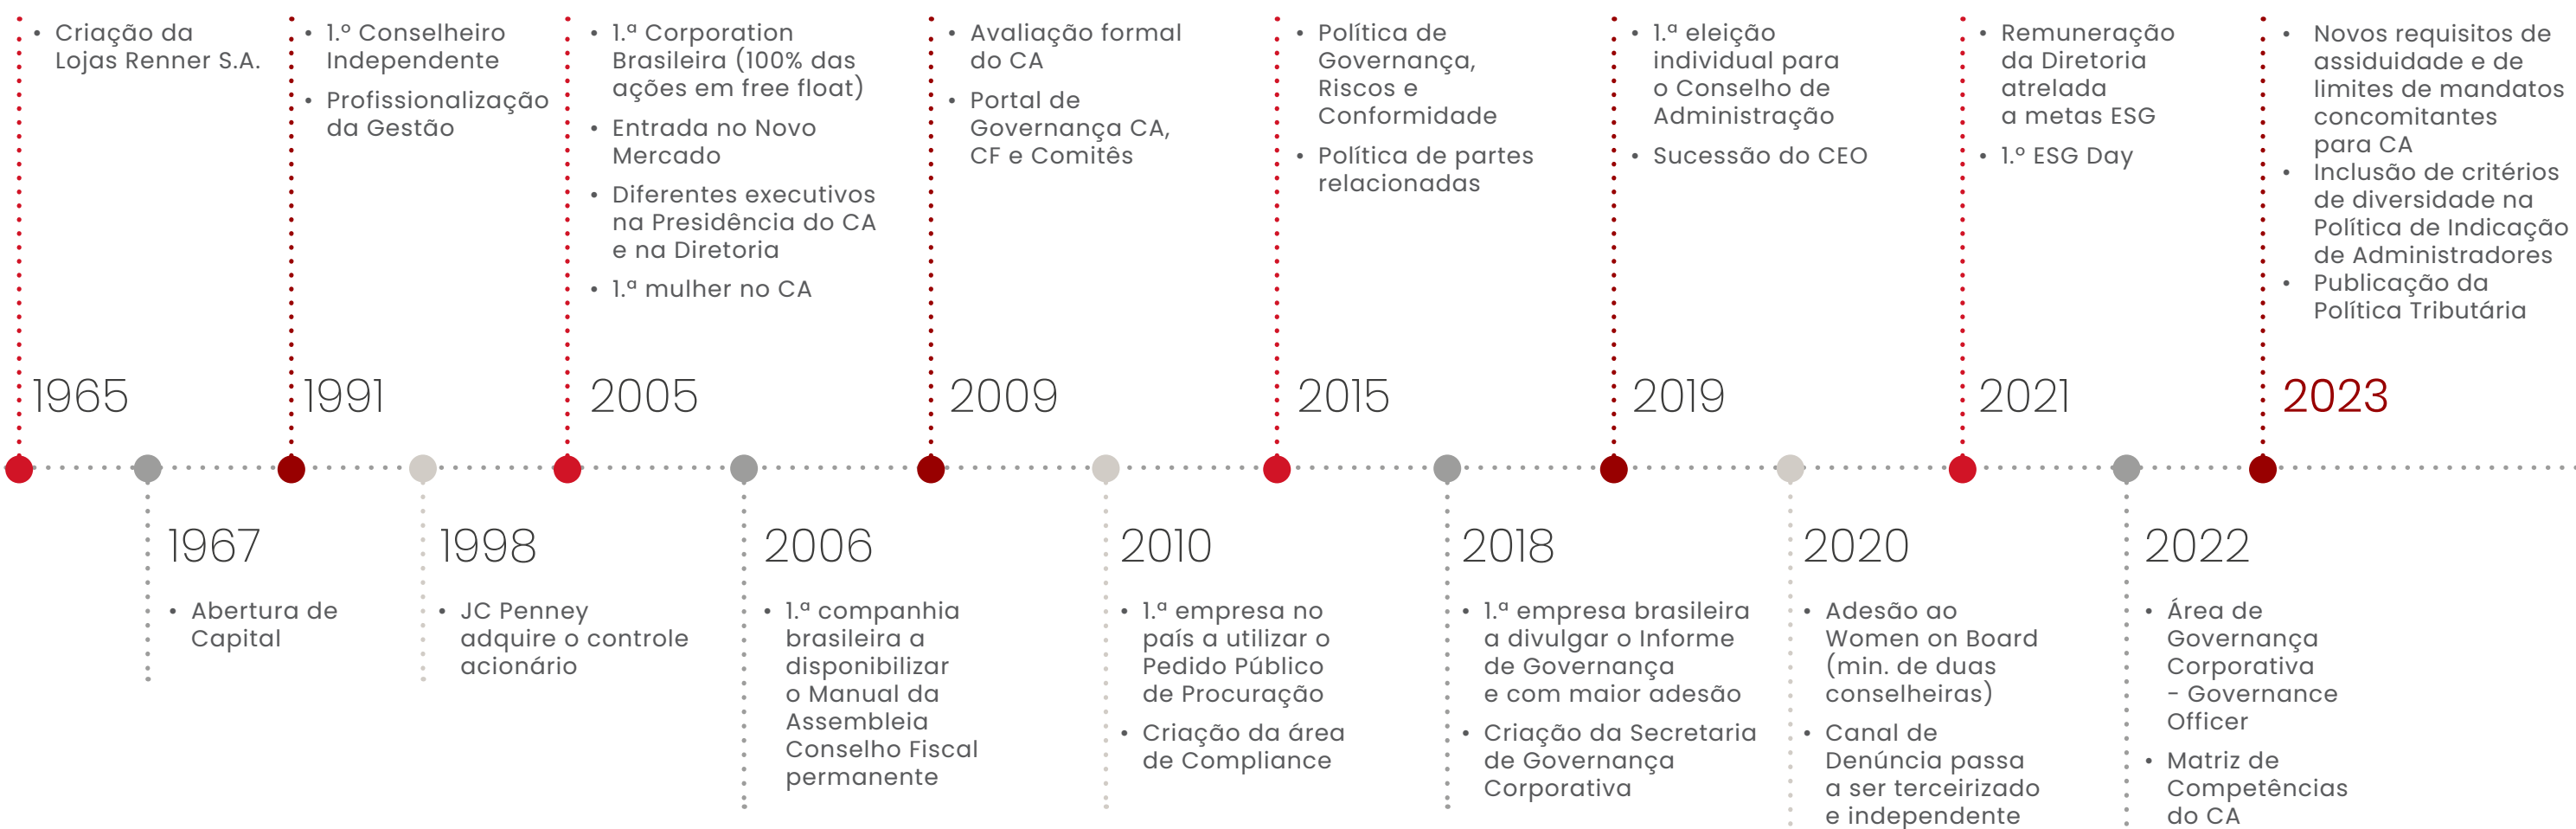 • Criação da
Lojas Renner S.A.
1965
• 1.º Conselheiro
Independente
• Profissionalização
da Gestão
1991
• 1.ª Corporation
Brasileira (100% das
ações em free float)
• Entrada no Novo
Mercado
• Diferentes executivos
na Presidência do CA
e na Diretoria
• 1.ª mulher no CA
2005
• Avaliação formal
do CA
• Portal de
Governança CA,
CF e Comitês
2009
• Política de
Governança,
Riscos e
Conformidade
• Política de partes
relacionadas
2015
• 1.ª eleição
individual para
o Conselho de
Administração
• Sucessão do CEO
2019
• Remuneração
da Diretoria
atrelada
a metas ESG
• 1.º ESG Day
2021
• Novos requisitos de
assiduidade e de
limites de mandatos
concomitantes
para CA
• Inclusão de critérios
de diversidade na
Política de Indicação
de Administradores
• Publicação da
Política Tributária
2023
1967
• Abertura de
Capital
1998
• JC Penney
adquire o controle
acionário
2006
• 1.ª companhia
brasileira a
disponibilizar
o Manual da
Assembleia
Conselho Fiscal
permanente
2010
• 1.ª empresa no
país a utilizar o
Pedido Público
de Procuração
• Criação da área
de Compliance
2018
• 1.ª empresa brasileira
a divulgar o Informe
de Governança
e com maior adesão
• Criação da Secretaria
de Governança
Corporativa
2020
• Adesão ao
Women on Board
(min. de duas
conselheiras)
• Canal de
Denúncia passa
a ser terceirizado
e independente
2022
• Área de
Governança
Corporativa
- Governance
Officer
• Matriz de
Competências
do CA